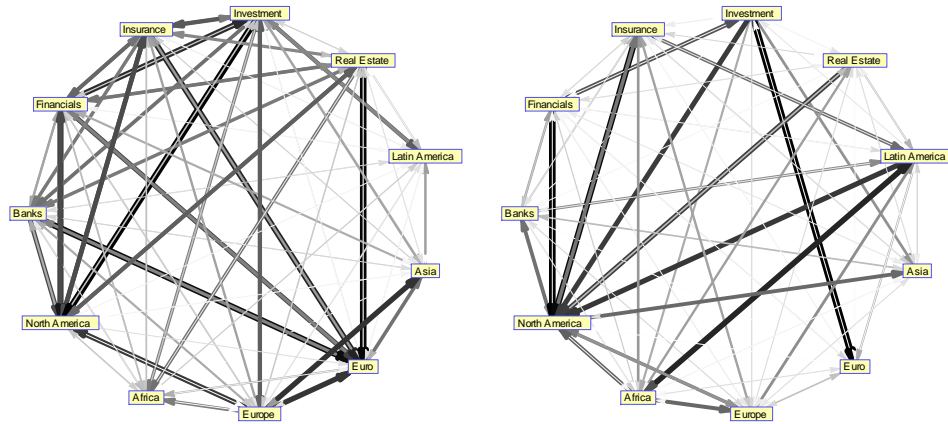 Investment
Insurance
Real Estate
Financials
Latin America
Banks
Asia
North America
Euro
Africa
Europe
Investment
Insurance
Real Estate
Financials
Latin America
Banks
Asia
North America
Euro
Africa
Europe